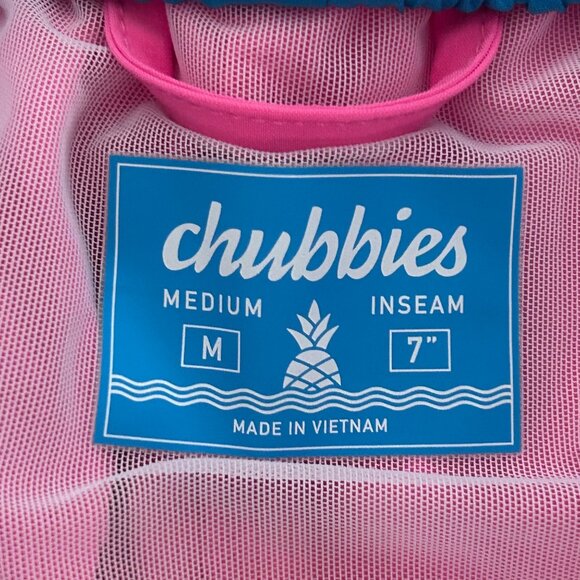 chubbies
MEDIUM INSEAM
M 7"
MADE IN VIETNAM